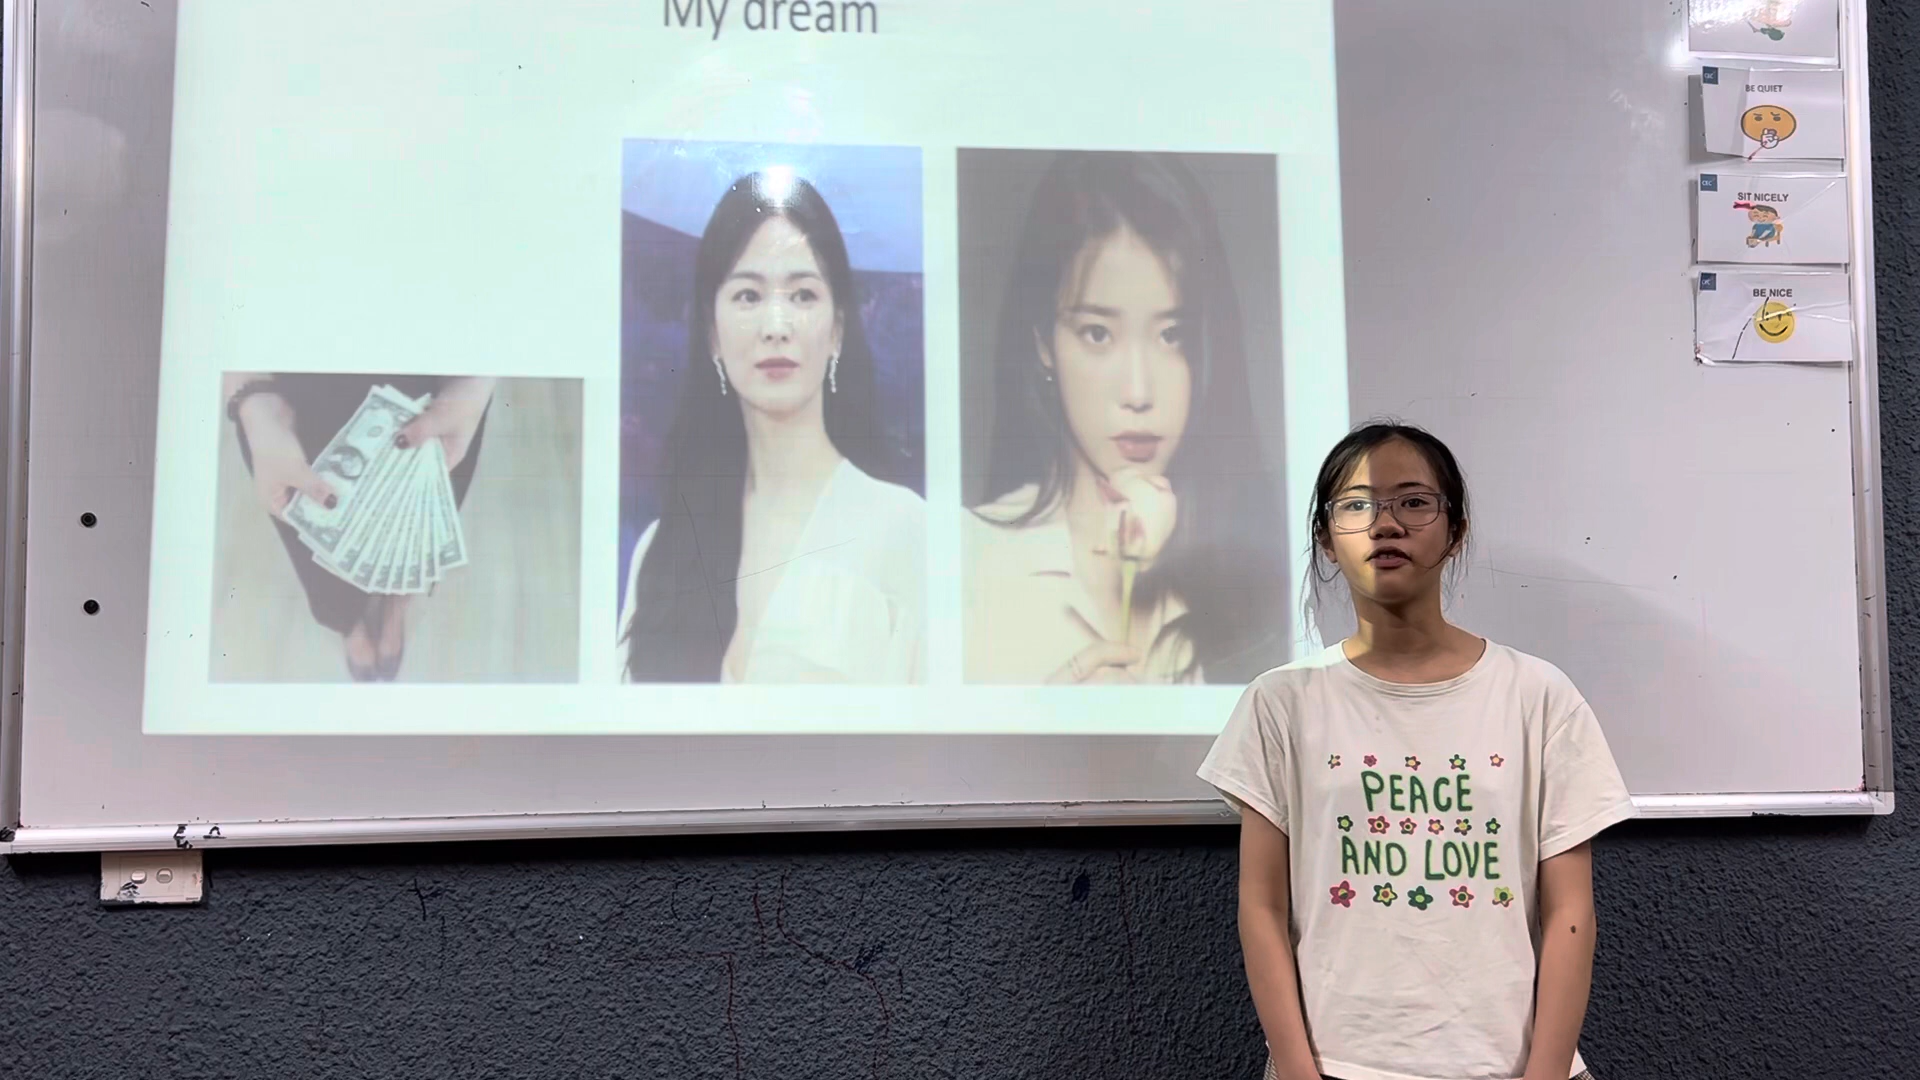 My dream
BE QUIET
SIT NICELY
BE NICE
PEACE
AND LOVE